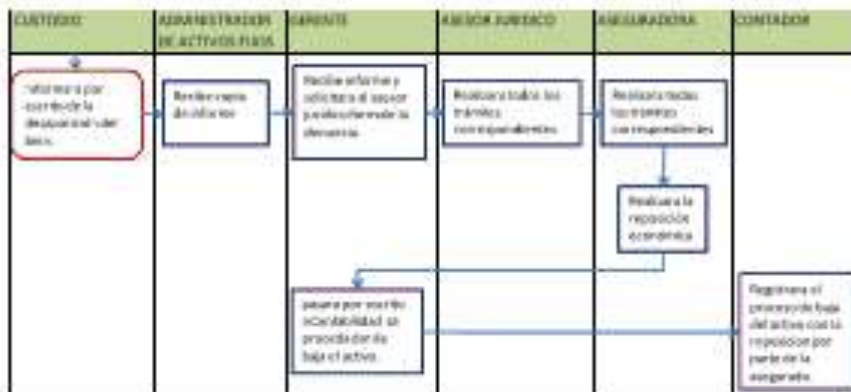 CUSTODIO
ADMINISTRADOR
DE ACTIVOS FIJOS
GERENTE
ASESOR JURIDICO
ASEGURADORA
CONTADOR
Informara por
escrito de la
desaparición del
bien.
Recibe copia
de informe
Recibe informe y
solicitara al asesor
jurídico formule la
denuncia.
Realizara todos los
trámites
correspondientes.
Realizara todos
los trámites
correspondientes
Realizara la
reposición
económica
pasara por escrito
a contabilidad se
proceda dar de
baja el activo.
Registrara el
proceso de baja
del activo con la
reposicion por
parte de la